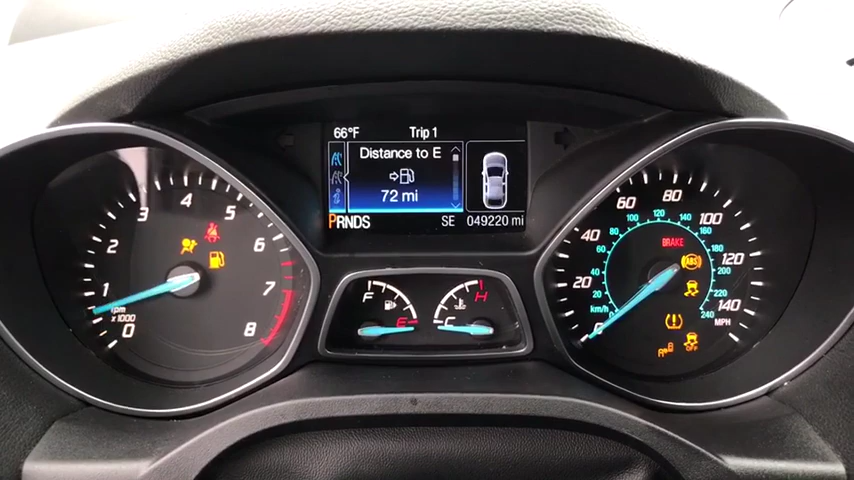 66°F Trip 1
Distance to E
72 mi
PRNDS SE 049220 mi
0 1 2 3 4 5 6 7 8
rpm
x 1000
F E
C H
0 20 40 60 80 100 120 140
MPH
20 40 60 80 100 120 140 160 180 200 220 240
km/h
BRAKE
ABS
OFF
A